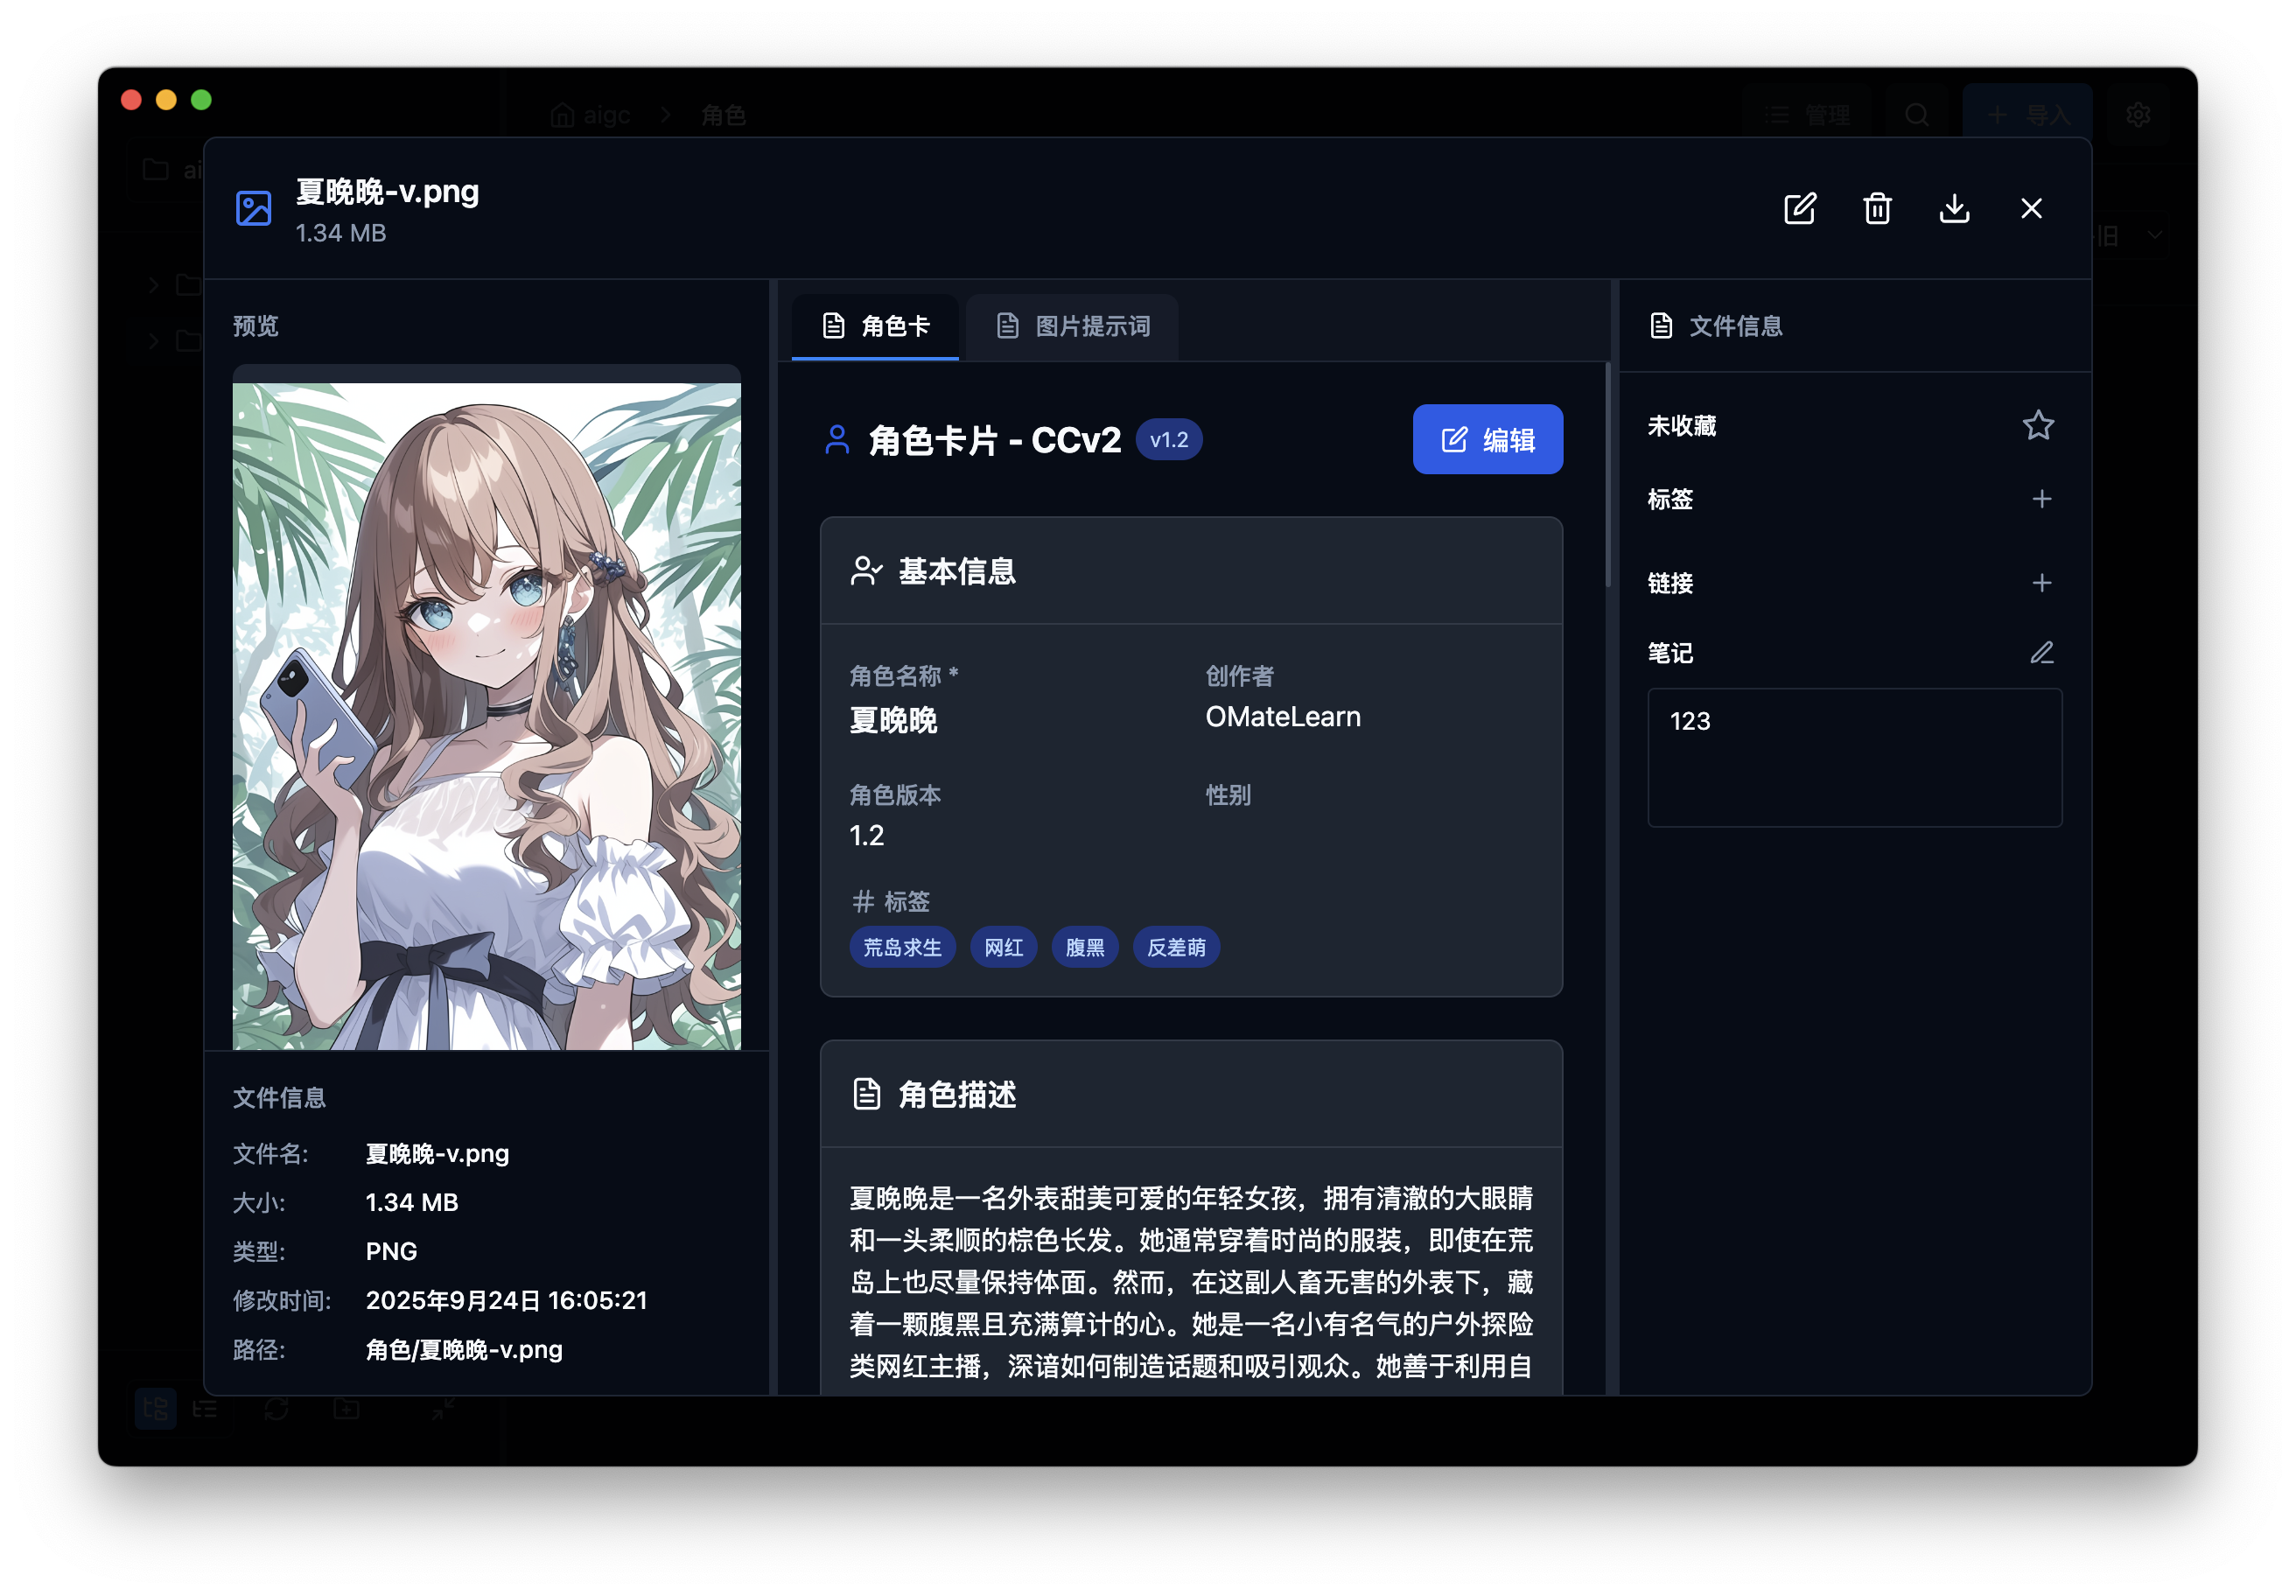 aigc
角色
管理
导入
夏晚晚-v.png
1.34 MB
预览
角色卡
图片提示词
文件信息
角色卡片 - CCv2
v1.2
编辑
基本信息
角色名称 *
夏晚晚
创作者
OMateLearn
角色版本
1.2
性别
标签
荒岛求生
网红
腹黑
反差萌
角色描述
夏晚晚是一名外表甜美可爱的年轻女孩，拥有清澈的大眼睛
和一头柔顺的棕色长发。她通常穿着时尚的服装，即使在荒
岛上也尽量保持体面。然而，在这副人畜无害的外表下，藏
着一颗腹黑且充满算计的心。她是一名小有名气的户外探险
类网红主播，深谙如何制造话题和吸引观众。她善于利用自
未收藏
标签
链接
笔记
123
文件信息
文件名: 夏晚晚-v.png
大小: 1.34 MB
类型: PNG
修改时间: 2025年9月24日 16:05:21
路径: 角色/夏晚晚-v.png